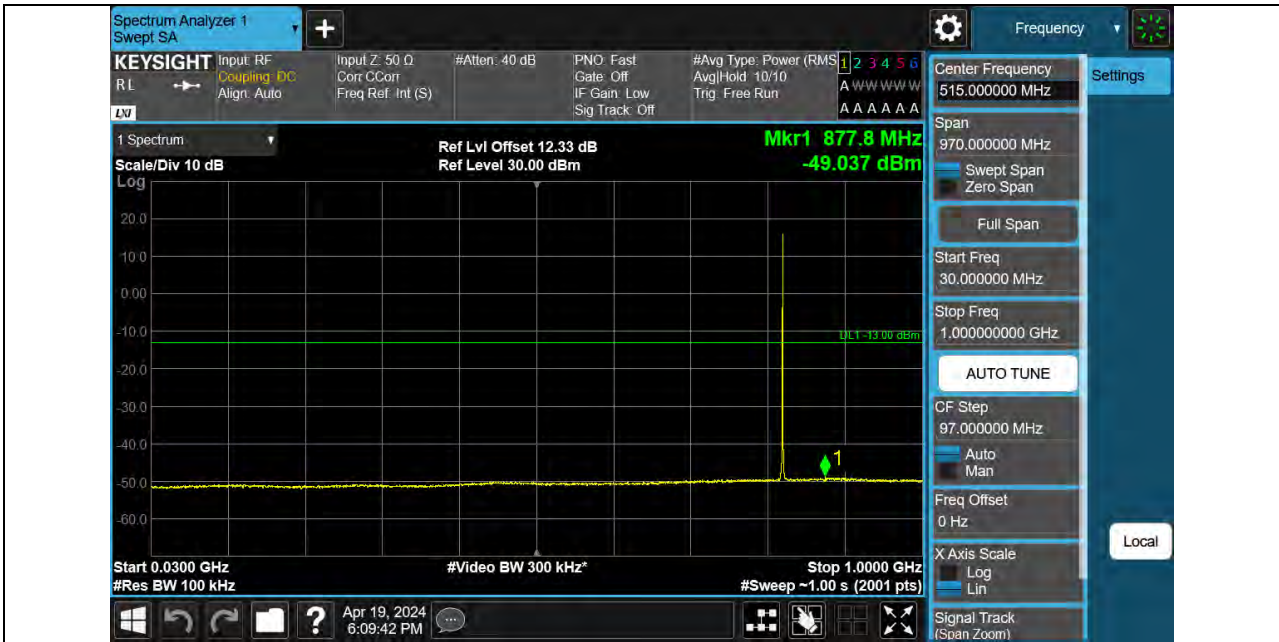 Spectrum Analyzer 1
Swept SA
Frequency
KEYSIGHT
RL
LXI
Input: RF
Coupling: DC
Align: Auto
Input Z: 50 Ω
Corr CCorr
Freq Ref: Int (S)
#Atten: 40 dB
PNO: Fast
Gate: Off
IF Gain: Low
Sig Track: Off
#Avg Type: Power (RMS
Avg|Hold: 10/10
Trig: Free Run
1 2 3 4 5 6
A W W W W W
A A A A A A
1 Spectrum
Scale/Div 10 dB
Ref Lvl Offset 12.33 dB
Ref Level 30.00 dBm
Mkr1 877.8 MHz
-49.037 dBm
Log
20.0
10.0
0.00
-10.0
DL1 -13.00 dBm
-20.0
-30.0
-40.0
1
-50.0
-60.0
Start 0.0300 GHz
#Res BW 100 kHz
#Video BW 300 kHz*
Stop 1.0000 GHz
#Sweep ~1.00 s (2001 pts)
?
Apr 19, 2024
6:09:42 PM
Center Frequency
515.000000 MHz
Settings
Span
970.000000 MHz
Swept Span
Zero Span
Full Span
Start Freq
30.000000 MHz
Stop Freq
1.000000000 GHz
AUTO TUNE
CF Step
97.000000 MHz
Auto
Man
Freq Offset
0 Hz
Local
X Axis Scale
Log
Lin
Signal Track
(Span Zoom)